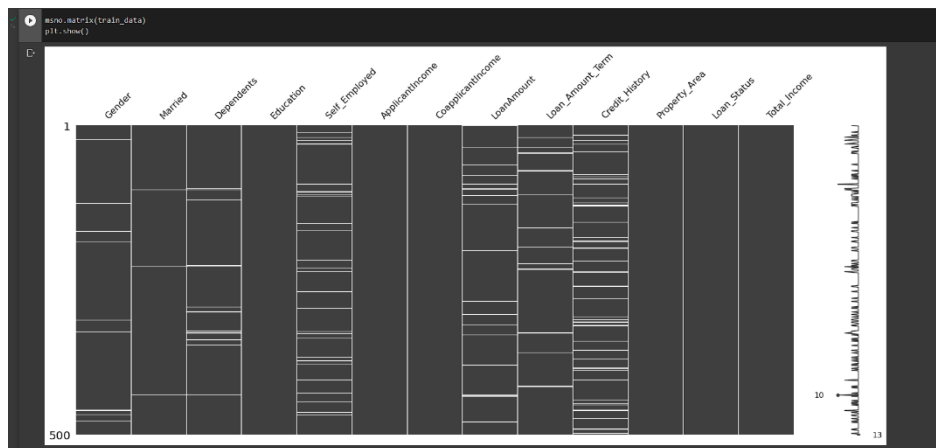 msno.matrix(train_data)
plt.show()
Gender
Married
Dependents
Education
Self_Employed
ApplicantIncome
CoapplicantIncome
LoanAmount
Loan_Amount_Term
Credit_History
Property_Area
Loan_Status
Total_Income
1
10
500
13